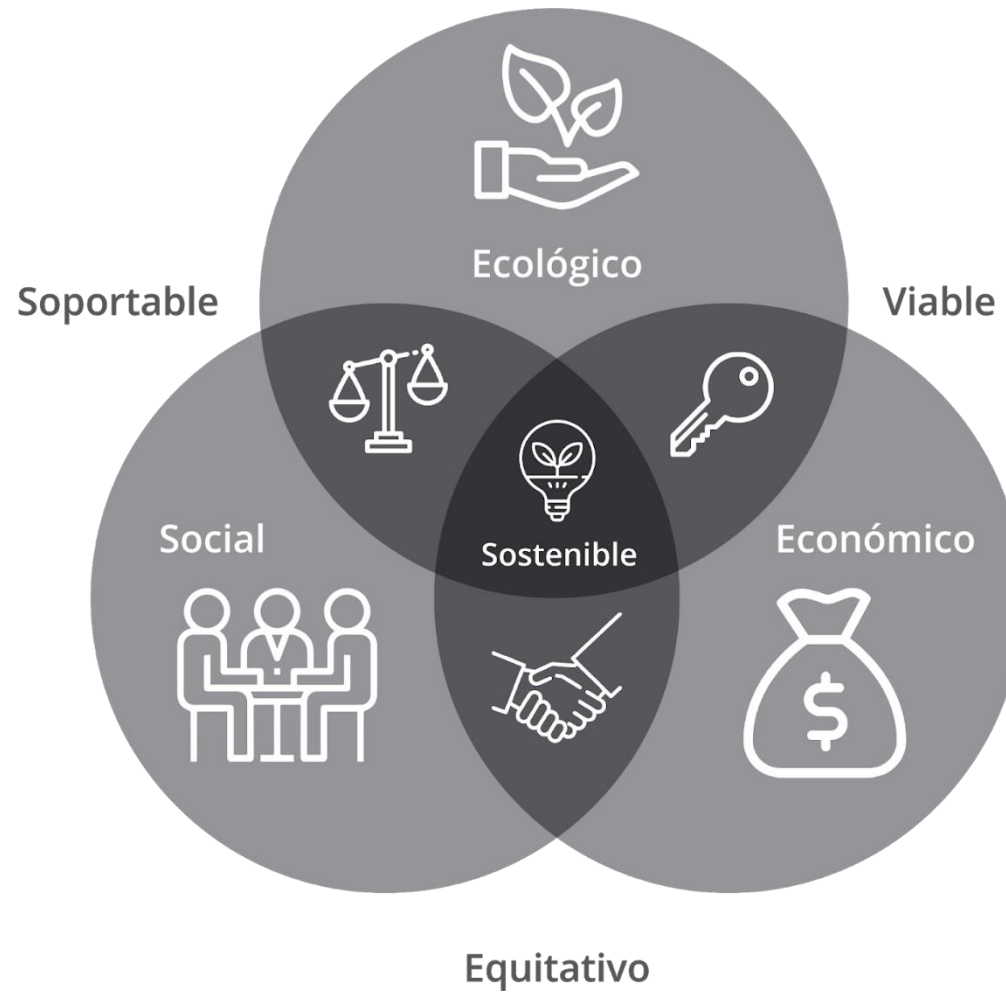 Ecológico
Soportable
Viable
Social
Sostenible
Económico
$
Equitativo